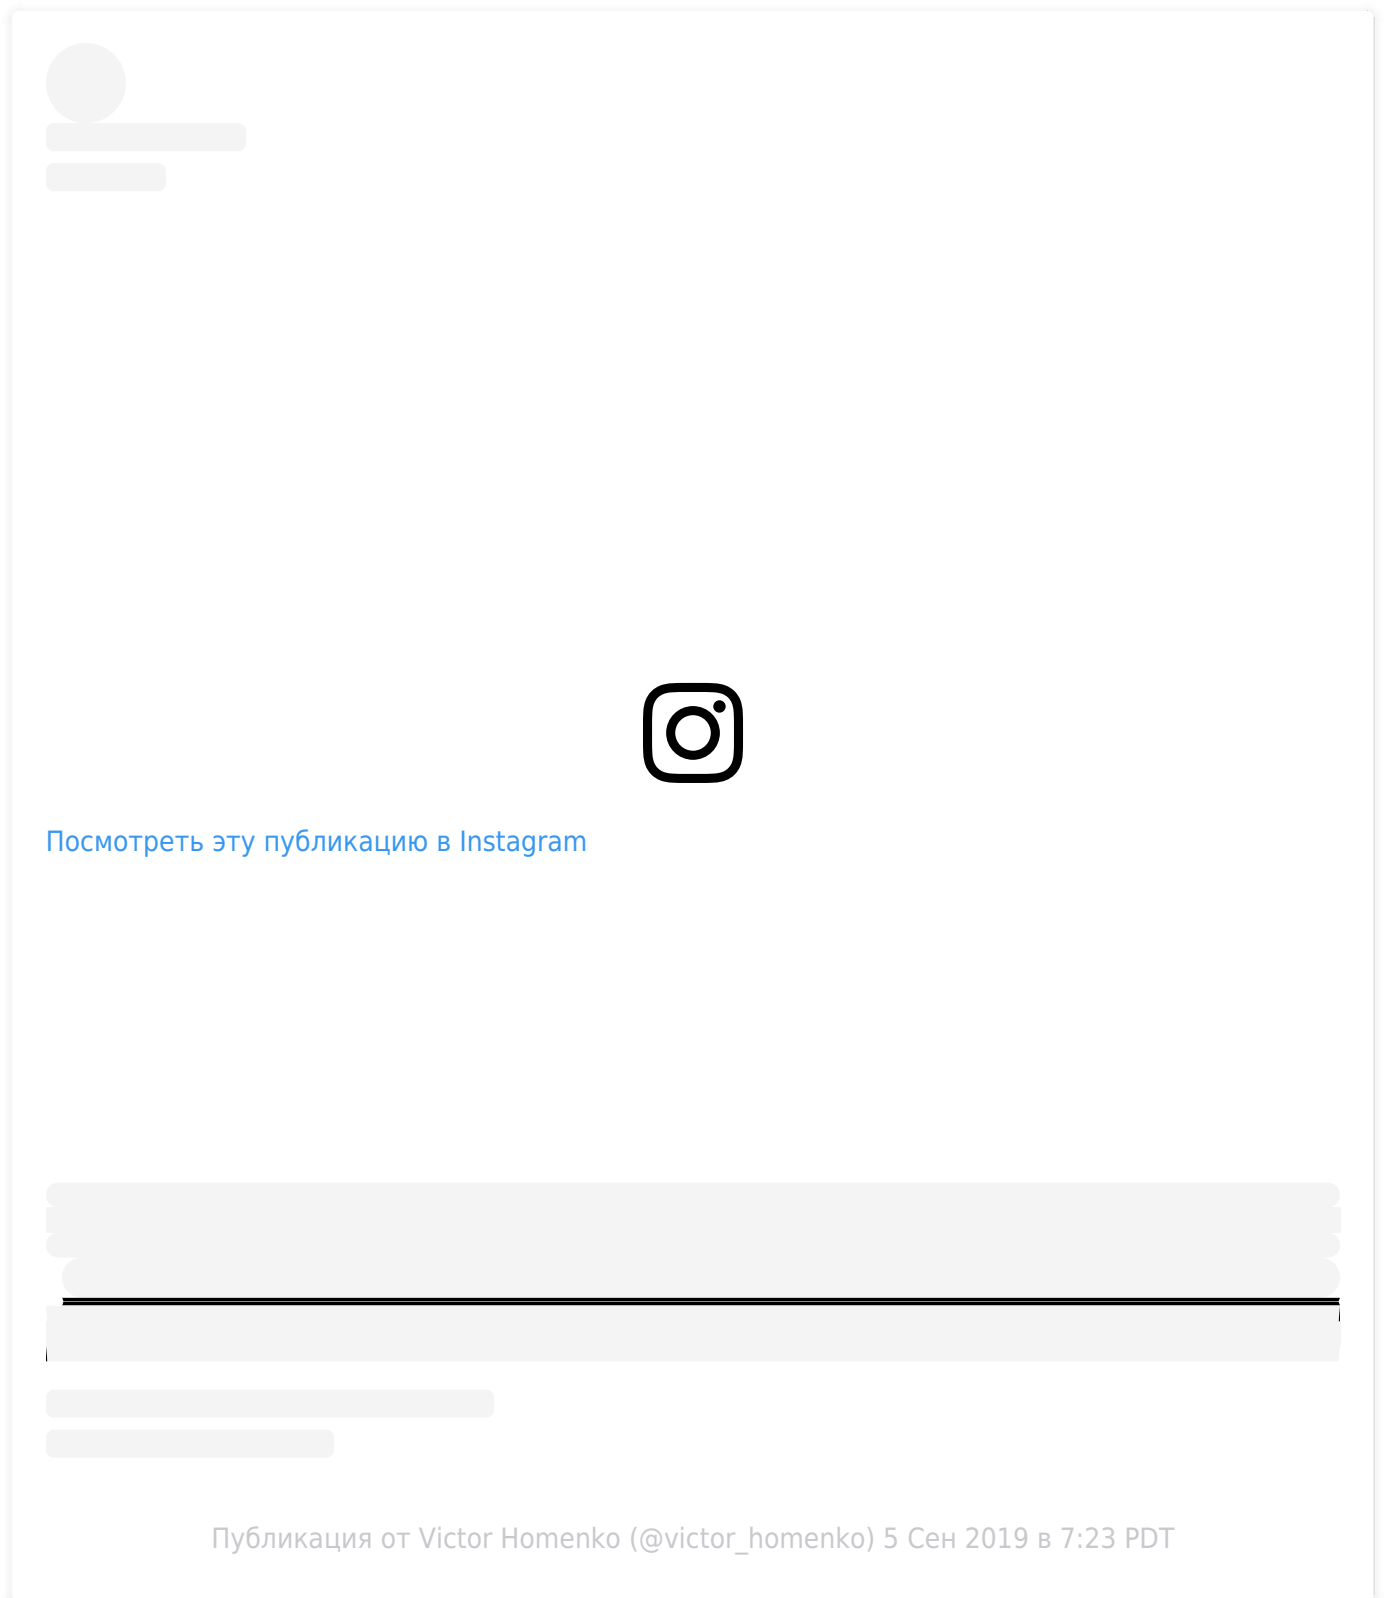 Посмотреть эту публикацию в Instagram
Публикация от Victor Homenko (@victor_homenko) 5 Сен 2019 в 7:23 PDT